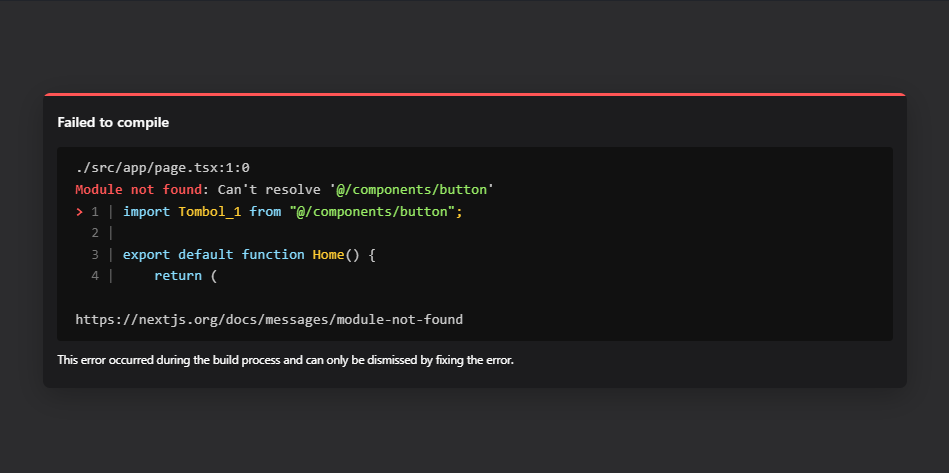 Failed to compile
./src/app/page.tsx:1:0
Module not found: Can't resolve '@/components/button'
> 1 | import Tombol_1 from "@/components/button";
  2 |
  3 | export default function Home() {
  4 |     return (
https://nextjs.org/docs/messages/module-not-found
This error occurred during the build process and can only be dismissed by fixing the error.